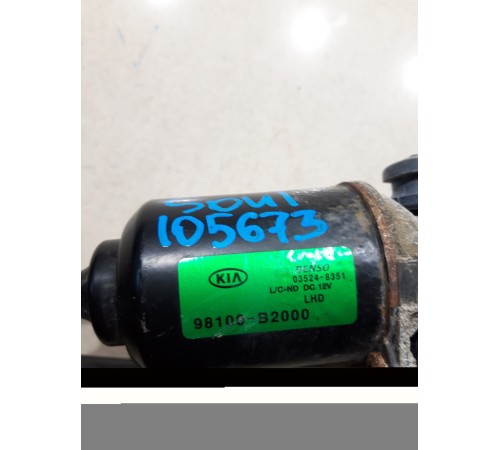 SOUL
105673
DENSO
KIA 03524-8351
L/C-ND DC 12V
LHD
98100-B2000